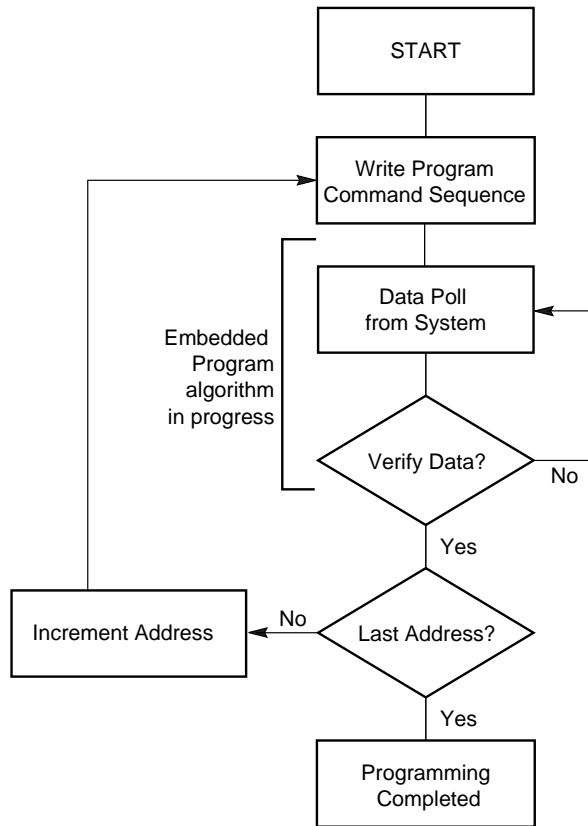 START
Write Program
Command Sequence
Data Poll
from System
Embedded
Program
algorithm
in progress
Verify Data?
No
Yes
Increment Address
No
Last Address?
Yes
Programming
Completed